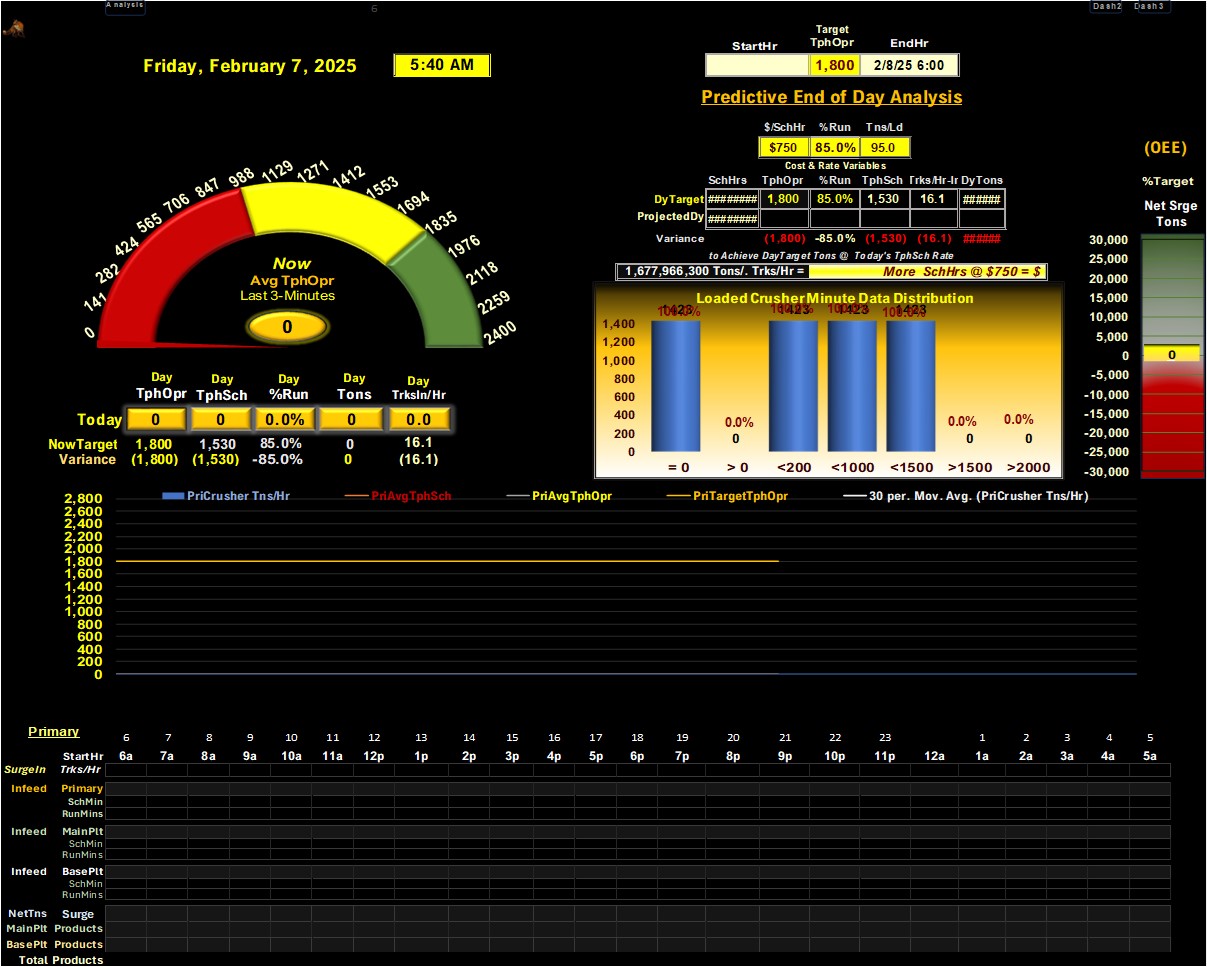 Analysis
6
Dash2 Dash3
Friday, February 7, 2025
5:40 AM
StartHr Target TphOpr EndHr
1,800 2/8/25 6:00
Predictive End of Day Analysis
$/SchHr %Run Tns/Ld
$750 85.0% 95.0
Cost & Rate Variables
SchHrs TphOpr %Run TphSch Trks/Hr-Ir DyTons
DyTarget ######## 1,800 85.0% 1,530 16.1 ######
ProjectedDy ########
Variance (1,800) -85.0% (1,530) (16.1) ######
to Achieve DayTarget Tons @ Today's TphSch Rate
1,677,966,300 Tons/. Trks/Hr = More SchHrs @ $750 = $
(OEE)
%Target
Net Srge
Tons
30,000
25,000
20,000
15,000
10,000
5,000
0
-5,000
-10,000
-15,000
-20,000
-25,000
-30,000
0
0 141 282 424 565 706 847 988 1129 1271 1412 1553 1694 1835 1976 2118 2259 2400
Now
Avg TphOpr
Last 3-Minutes
0
Day Day Day Day Day
TphOpr TphSch %Run Tons TrksIn/Hr
Today 0 0 0.0% 0 0.0
NowTarget 1,800 1,530 85.0% 0 16.1
Variance (1,800) (1,530) -85.0% 0 (16.1)
Loaded Crusher Minute Data Distribution
1423 1423 1423 1423
100.0% 100.0% 100.0% 100.0%
1,400
1,200
1,000
800
600
400
200
0
0.0% 0.0% 0.0%
0 0 0
= 0 > 0 <200 <1000 <1500 >1500 >2000
PriCrusher Tns/Hr PriAvgTphSch PriAvgTphOpr PriTargetTphOpr 30 per. Mov. Avg. (PriCrusher Tns/Hr)
2,800
2,600
2,400
2,200
2,000
1,800
1,600
1,400
1,200
1,000
800
600
400
200
0
Primary
6 7 8 9 10 11 12 13 14 15 16 17 18 19 20 21 22 23 1 2 3 4 5
StartHr 6a 7a 8a 9a 10a 11a 12p 1p 2p 3p 4p 5p 6p 7p 8p 9p 10p 11p 12a 1a 2a 3a 4a 5a
SurgeIn Trks/Hr
Infeed Primary
SchMin
RunMins
Infeed MainPlt
SchMin
RunMins
Infeed BasePlt
SchMin
RunMins
NetTns Surge
MainPlt Products
BasePlt Products
Total Products